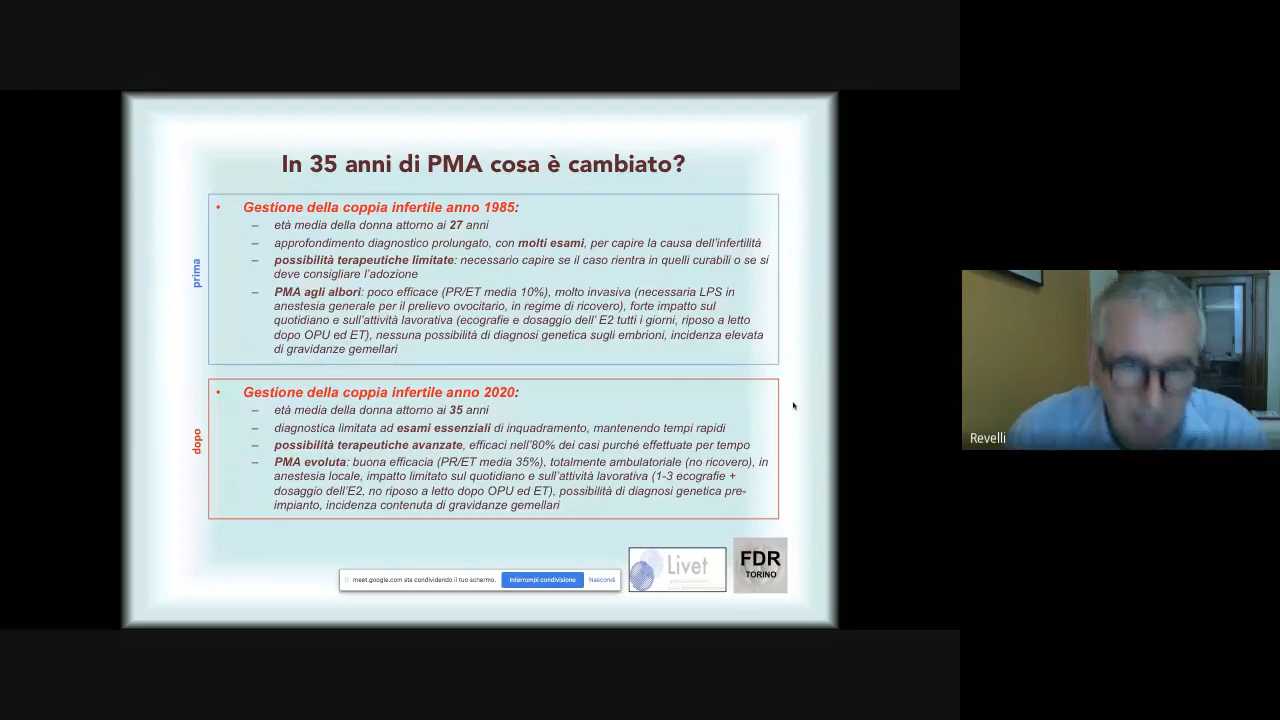 In 35 anni di PMA cosa è cambiato?
prima
• Gestione della coppia infertile anno 1985:
– età media della donna attorno ai 27 anni
– approfondimento diagnostico prolungato, con molti esami, per capire la causa dell'infertilità
– possibilità terapeutiche limitate: necessario capire se il caso rientra in quelli curabili o se si
deve consigliare l'adozione
– PMA agli albori: poco efficace (PR/ET media 10%), molto invasiva (necessaria LPS in
anestesia generale per il prelievo ovocitario, in regime di ricovero), forte impatto sul
quotidiano e sull'attività lavorativa (ecografie e dosaggio dell' E2 tutti i giorni, riposo a letto
dopo OPU ed ET), nessuna possibilità di diagnosi genetica sugli embrioni, incidenza elevata
di gravidanze gemellari
dopo
• Gestione della coppia infertile anno 2020:
– età media della donna attorno ai 35 anni
– diagnostica limitata ad esami essenziali di inquadramento, mantenendo tempi rapidi
– possibilità terapeutiche avanzate, efficaci nell'80% dei casi purché effettuate per tempo
– PMA evoluta: buona efficacia (PR/ET media 35%), totalmente ambulatoriale (no ricovero), in
anestesia locale, impatto limitato sul quotidiano e sull'attività lavorativa (1-3 ecografie +
dosaggio dell'E2, no riposo a letto dopo OPU ed ET), possibilità di diagnosi genetica pre-
impianto, incidenza contenuta di gravidanze gemellari
meet.google.com sta condividendo il tuo schermo. Interrompi condivisione Nascondi
Livet
FDR
TORINO
Revelli